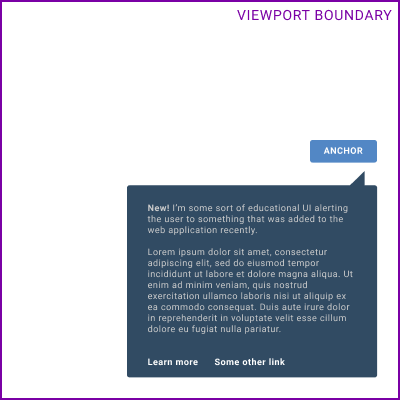 VIEWPORT BOUNDARY
ANCHOR
New! I'm some sort of educational UI alerting
the user to something that was added to the
web application recently.
Lorem ipsum dolor sit amet, consectetur
adipiscing elit, sed do eiusmod tempor
incididunt ut labore et dolore magna aliqua. Ut
enim ad minim veniam, quis nostrud
exercitation ullamco laboris nisi ut aliquip ex
ea commodo consequat. Duis aute irure dolor
in reprehenderit in voluptate velit esse cillum
dolore eu fugiat nulla pariatur.
Learn more Some other link